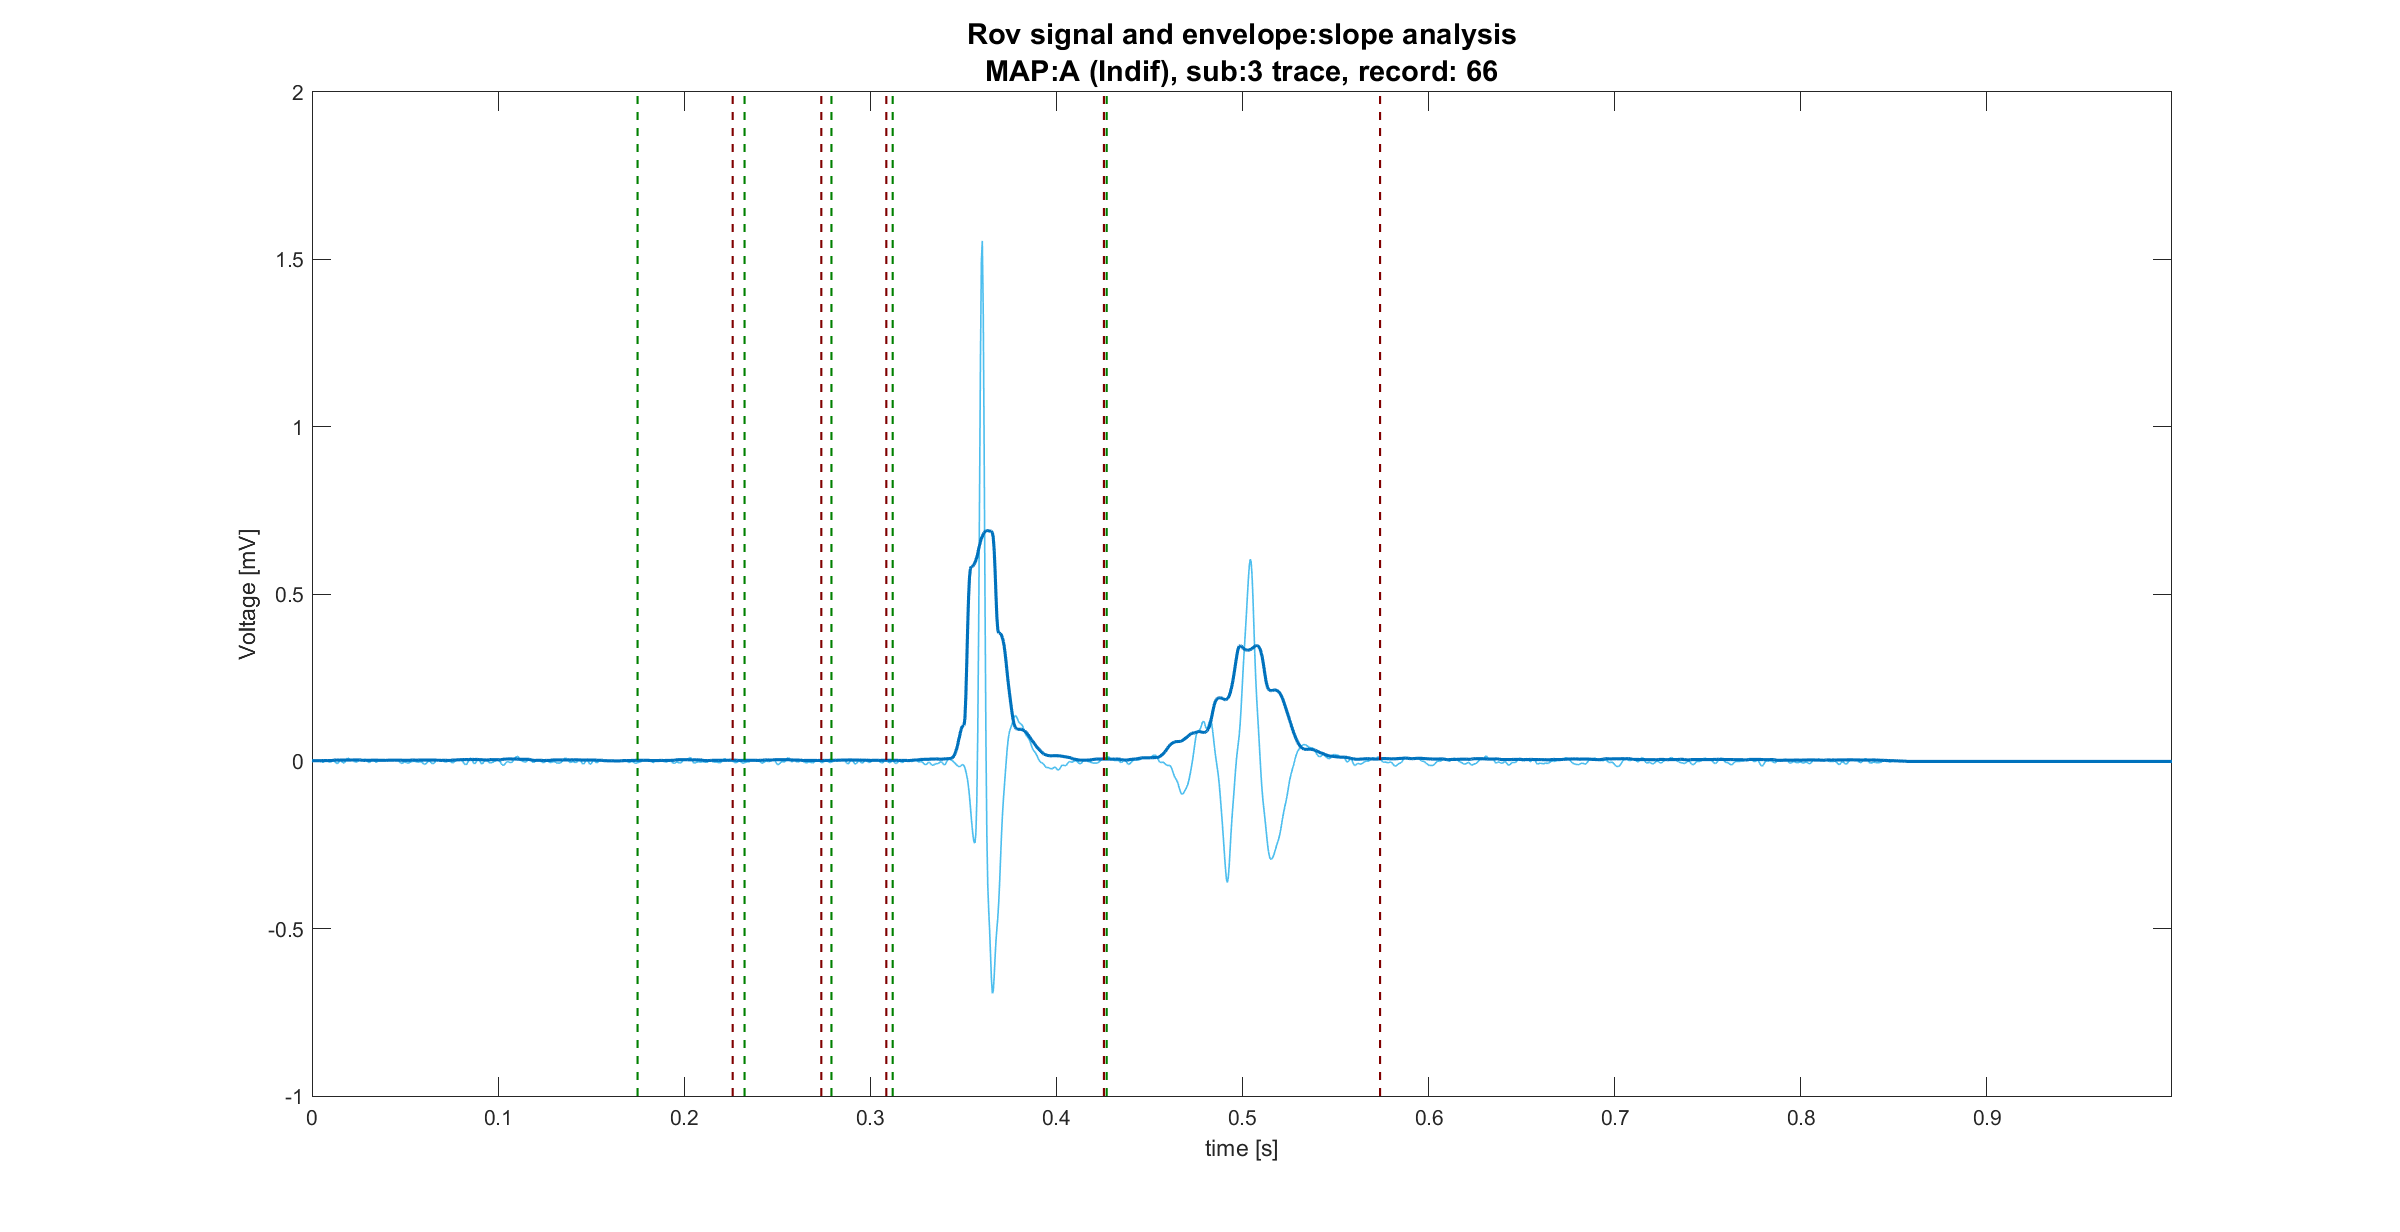 Rov signal and envelope:slope analysis
MAP:A (Indif), sub:3 trace, record: 66
2
1.5
1
0.5
0
-0.5
-1
Voltage [mV]
0 0.1 0.2 0.3 0.4 0.5 0.6 0.7 0.8 0.9
time [s]